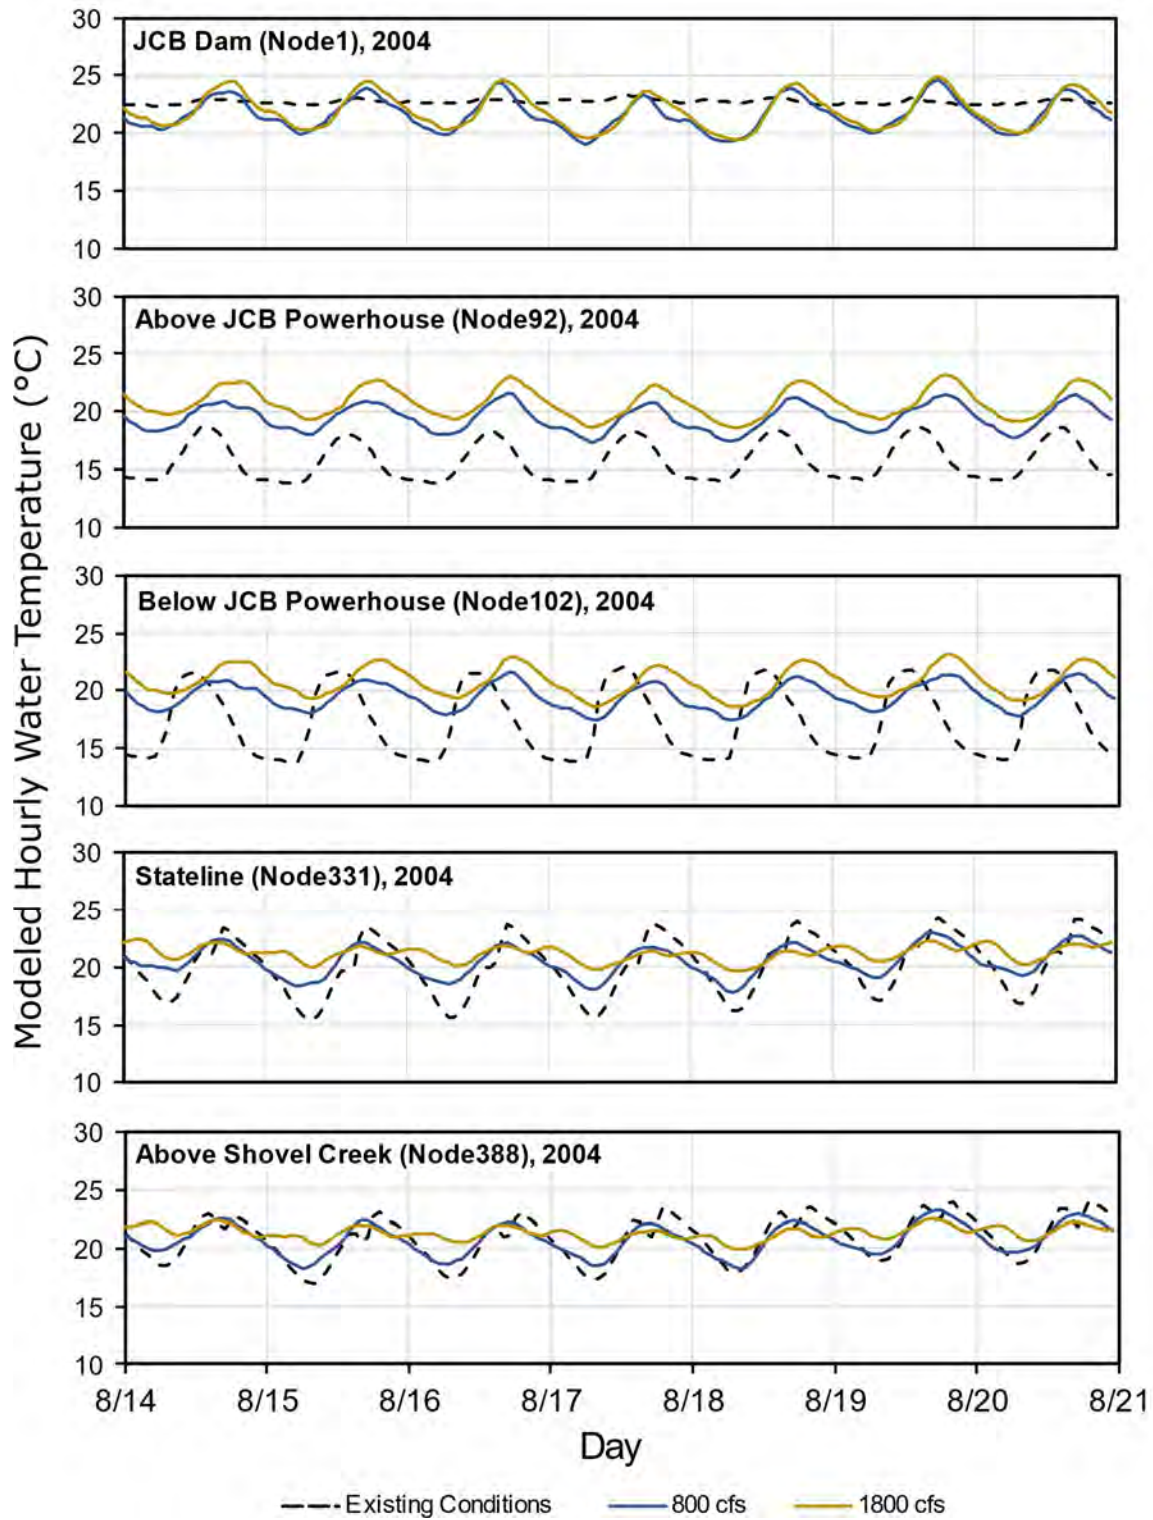 Modeled Hourly Water Temperature (°C)
JCB Dam (Node1), 2004
30
25
20
15
10
Above JCB Powerhouse (Node92), 2004
30
25
20
15
10
Below JCB Powerhouse (Node102), 2004
30
25
20
15
10
Stateline (Node331), 2004
30
25
20
15
10
Above Shovel Creek (Node388), 2004
30
25
20
15
10
8/14 8/15 8/16 8/17 8/18 8/19 8/20 8/21
Day
Existing Conditions 800 cfs 1800 cfs